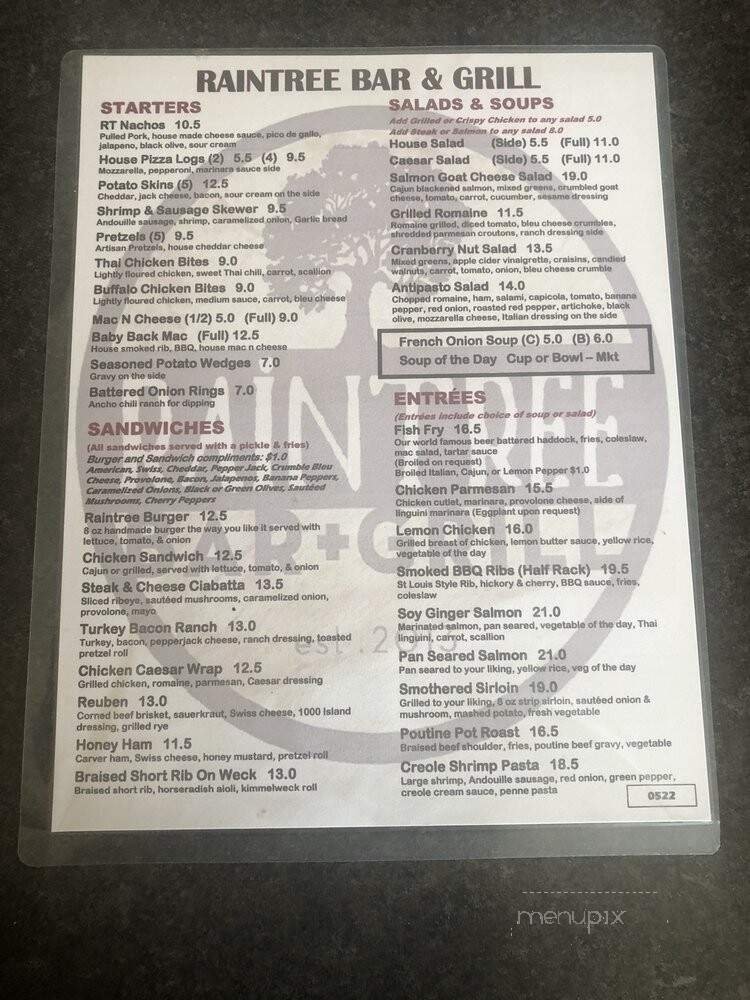 RAINTREE BAR & GRILL
STARTERS
RT Nachos 10.5
Pulled Pork, house made cheese sauce, pico de gallo,
jalapeno, black olive, sour cream
House Pizza Logs (2) 5.5 (4) 9.5
Mozzarella, pepperoni, marinara sauce side
Potato Skins (5) 12.5
Cheddar, jack cheese, bacon, sour cream on the side
Shrimp & Sausage Skewer 9.5
Andouille sausage, shrimp, caramelized onion, Garlic bread
Pretzels (5) 9.5
Artisan Pretzels, house cheddar cheese
Thai Chicken Bites 9.0
Lightly floured chicken, sweet Thai chili, carrot, scallion
Buffalo Chicken Bites 9.0
Lightly floured chicken, medium sauce, carrot, bleu cheese
Mac N Cheese (1/2) 5.5 (Full) 9.0
Baby Back Mac (Full) 12.5
House smoked rib, BBQ, house mac n cheese
Seasoned Potato Wedges 7.0
Gravy on the side
Battered Onion Rings 7.0
Ancho chili ranch for dipping
SANDWICHES
(All sandwiches served with a pickle & fries)
Burger and Sandwich compliments: $1.0
American, Swiss, Cheddar, Pepper Jack, Crumble Bleu
Cheese, Provolone, Bacon, Jalapenos, Banana Peppers,
Caramelized Onions, Black or Green Olives, Sautéed
Mushrooms, Cherry Peppers
Raintree Burger 12.5
8 oz handmade burger the way you like it served with
lettuce, tomato, & onion
Chicken Sandwich 12.5
Cajun or grilled, served with lettuce, tomato, & onion
Steak & Cheese Ciabatta 13.5
Sliced ribeye, sautéed mushrooms, caramelized onion,
provolone, mayo
Turkey Bacon Ranch 13.0
Turkey, bacon, pepperjack cheese, ranch dressing, toasted
pretzel roll
Chicken Caesar Wrap 12.5
Grilled chicken, romaine, parmesan, Caesar dressing
Reuben 13.0
Corned beef brisket, sauerkraut, Swiss cheese, 1000 Island
dressing, grilled rye
Honey Ham 11.5
Carver ham, Swiss cheese, honey mustard, pretzel roll
Braised Short Rib On Weck 13.0
Braised short rib, horseradish aioli, kimmelweck roll
SALADS & SOUPS
Add Grilled or Crispy Chicken to any salad 5.0
Add Steak or Salmon to any salad 8.0
House Salad (Side) 5.5 (Full) 11.0
Caesar Salad (Side) 5.5 (Full) 11.0
Salmon Goat Cheese Salad 19.0
Cajun blackened salmon, mixed greens, crumbled goat
cheese, tomato, carrot, cucumber, sesame dressing
Grilled Romaine 11.5
Romaine grilled, diced tomato, bleu cheese crumbles,
shredded parmesan croutons, ranch dressing side
Cranberry Nut Salad 13.5
Mixed greens, apple cider vinaigrette, craisins, candied
walnuts, carrot, tomato, onion, bleu cheese crumble
Antipasto Salad 14.0
Chopped romaine, ham, salami, capicola, tomato, banana
pepper, red onion, roasted red pepper, artichoke, black
olive, mozzarella cheese, Italian dressing on the side
French Onion Soup (C) 5.0 (B) 6.0
Soup of the Day Cup or Bowl – Mkt
ENTRÉES
(Entrées include choice of soup or salad)
Fish Fry 16.5
Our world famous beer battered haddock, fries, coleslaw,
mac salad, tartar sauce
(Broiled on request)
Broiled Italian, Cajun, or Lemon Pepper $1.0
Chicken Parmesan 15.5
Chicken cutlet, marinara, provolone cheese, side of
linguini marinara (Eggplant upon request)
Lemon Chicken 16.0
Grilled breast of chicken, lemon butter sauce, yellow rice,
vegetable of the day
Smoked BBQ Ribs (Half Rack) 19.5
St Louis Style Rib, hickory & cherry, BBQ sauce, fries,
coleslaw
Soy Ginger Salmon 21.0
Marinated salmon, pan seared, vegetable of the day, Thai
linguini, carrot, scallion
Pan Seared Salmon 21.0
Pan seared to your liking, yellow rice, veg of the day
Smothered Sirloin 19.0
Grilled to your liking, 8 oz strip sirloin, sautéed onion &
mushroom, mashed potato, fresh vegetable
Poutine Pot Roast 16.5
Braised beef shoulder, fries, poutine beef gravy, vegetable
Creole Shrimp Pasta 18.5
Large shrimp, Andouille sausage, red onion, green pepper,
creole cream sauce, penne pasta
0522
RAINTREE
BAR+GRILL
est. 2013
menupix